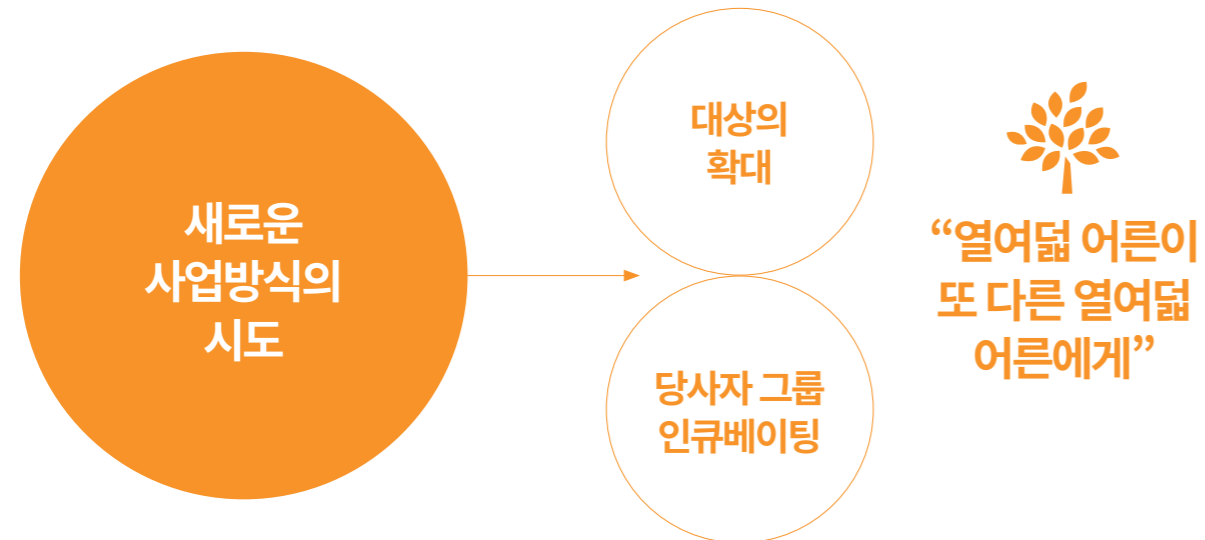 새로운
사업방식의
시도
대상의
확대
당사자 그룹
인큐베이팅
“열여덟 어른이
또 다른 열여덟
어른에게”